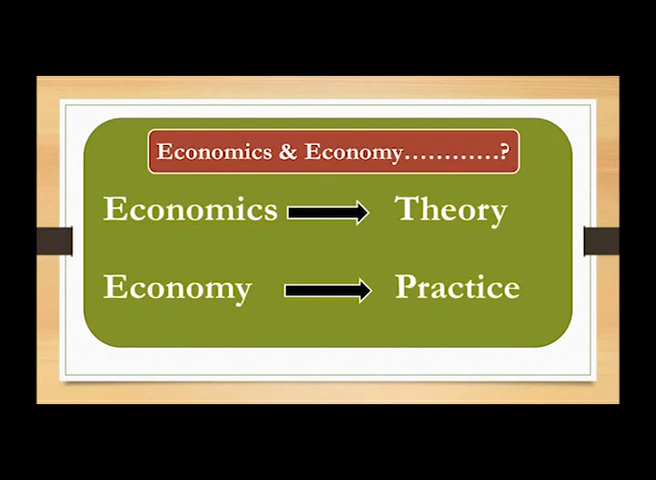 Economics & Economy............?
Economics Theory
Economy Practice